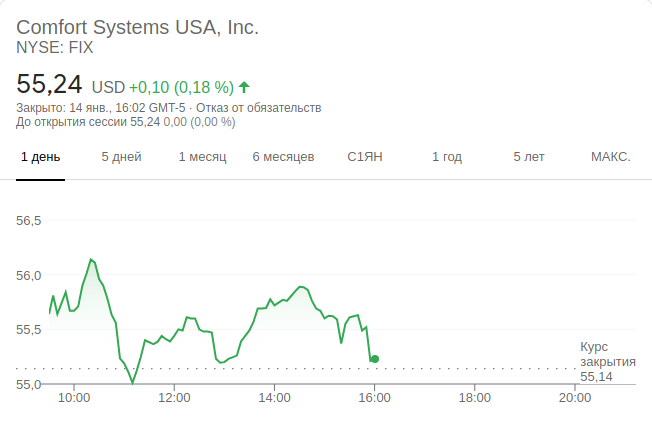 Comfort Systems USA, Inc.
NYSE: FIX
55,24 USD +0,10 (0,18 %)
Закрыто: 14 янв., 16:02 GMT-5 · Отказ от обязательств
До открытия сессии 55,24 0,00 (0,00 %)
1 день 5 дней 1 месяц 6 месяцев С1ЯН 1 год 5 лет МАКС.
56,5
56,0
55,5
Курс
закрытия
55,14
55,0
10:00 12:00 14:00 16:00 18:00 20:00